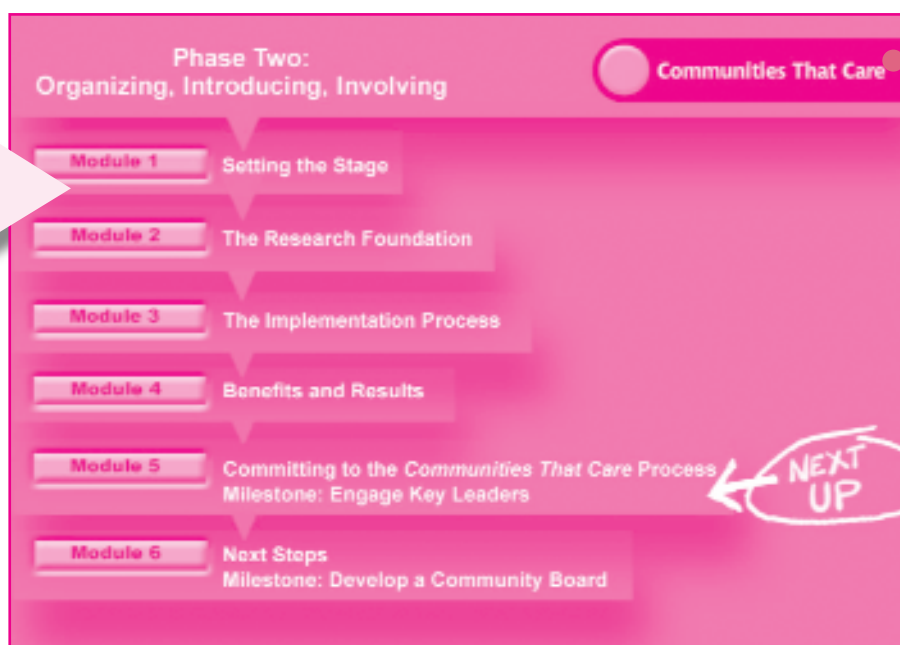 Phase Two:
Organizing, Introducing, Involving
Communities That Care
Module 1
Setting the Stage
Module 2
The Research Foundation
Module 3
The Implementation Process
Module 4
Benefits and Results
Module 5
Committing to the Communities That Care Process
Milestone: Engage Key Leaders
NEXT
UP
Module 6
Next Steps
Milestone: Develop a Community Board